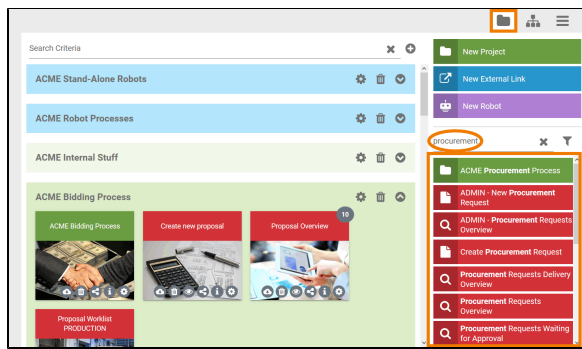 Search Criteria
ACME Stand-Alone Robots
ACME Robot Processes
ACME Internal Stuff
ACME Bidding Process
ACME Bidding Process
Create new proposal
Proposal Overview
10
Proposal Worklist
PRODUCTION
New Project
New External Link
New Robot
procurement
ACME Procurement Process
ADMIN - New Procurement
Request
ADMIN - Procurement Requests
Overview
Create Procurement Request
Procurement Requests Delivery
Overview
Procurement Requests
Overview
Procurement Requests Waiting
for Approval